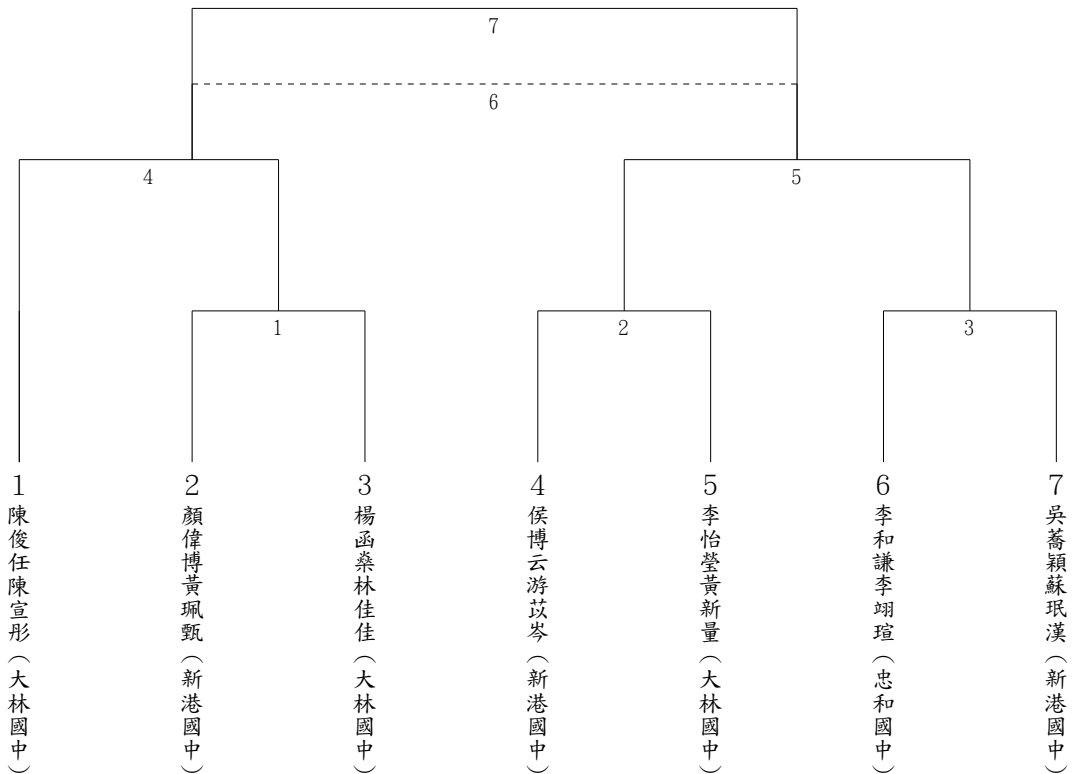 7
6
4
5
1
2
3
1
陳俊任陳宣彤（大林國中）
2
顏偉博黃珮甄（新港國中）
3
楊函燊林佳佳（大林國中）
4
侯博云游苡岑（新港國中）
5
李怡瑩黃新量（大林國中）
6
李和謙李翊瑄（忠和國中）
7
吳蕎穎蘇珉漢（新港國中）